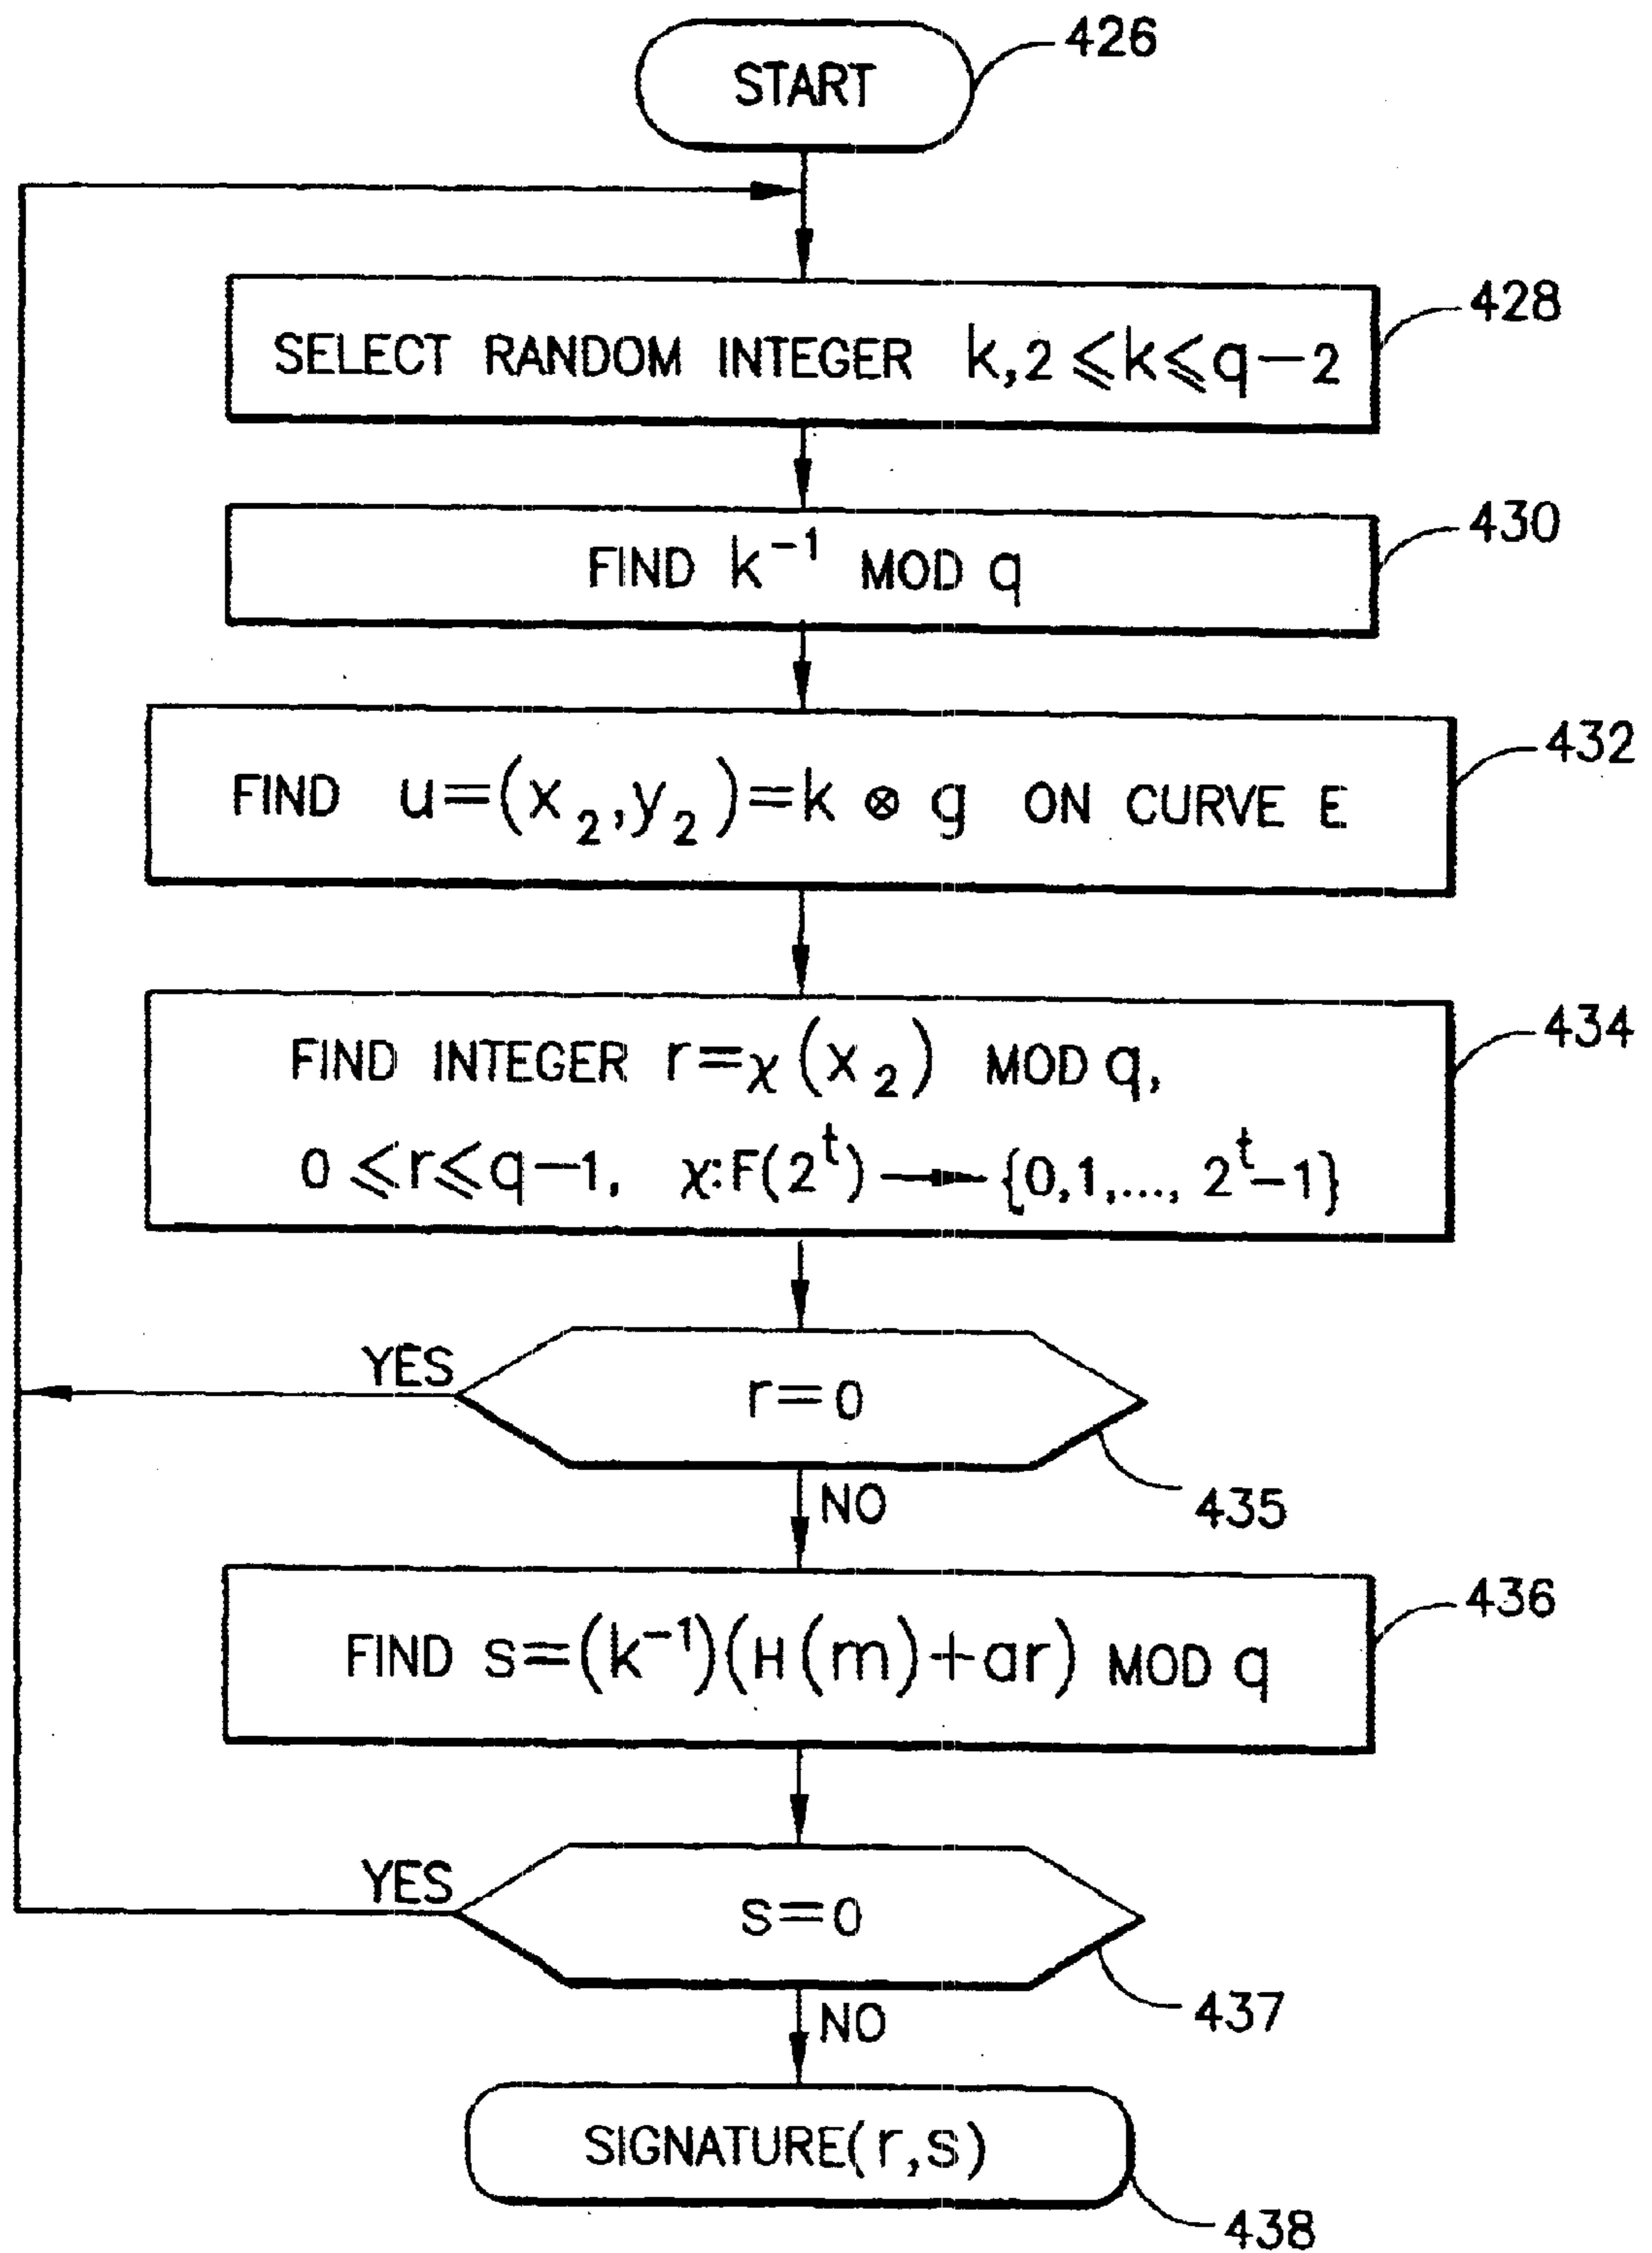 START
426
SELECT RANDOM INTEGER k, 2 ⩽ k ⩽ q−2
428
FIND k⁻¹ MOD q
430
FIND u=(x₂,y₂)=k ⊗ g ON CURVE E
432
FIND INTEGER r=χ(x₂) MOD q,
0 ⩽ r ⩽ q−1, χ:F(2ᵗ) → {0,1,..., 2ᵗ−1}
434
YES
r=0
435
NO
FIND s=(k⁻¹)(H(m)+ar) MOD q
436
YES
s=0
437
NO
SIGNATURE(r,s)
438